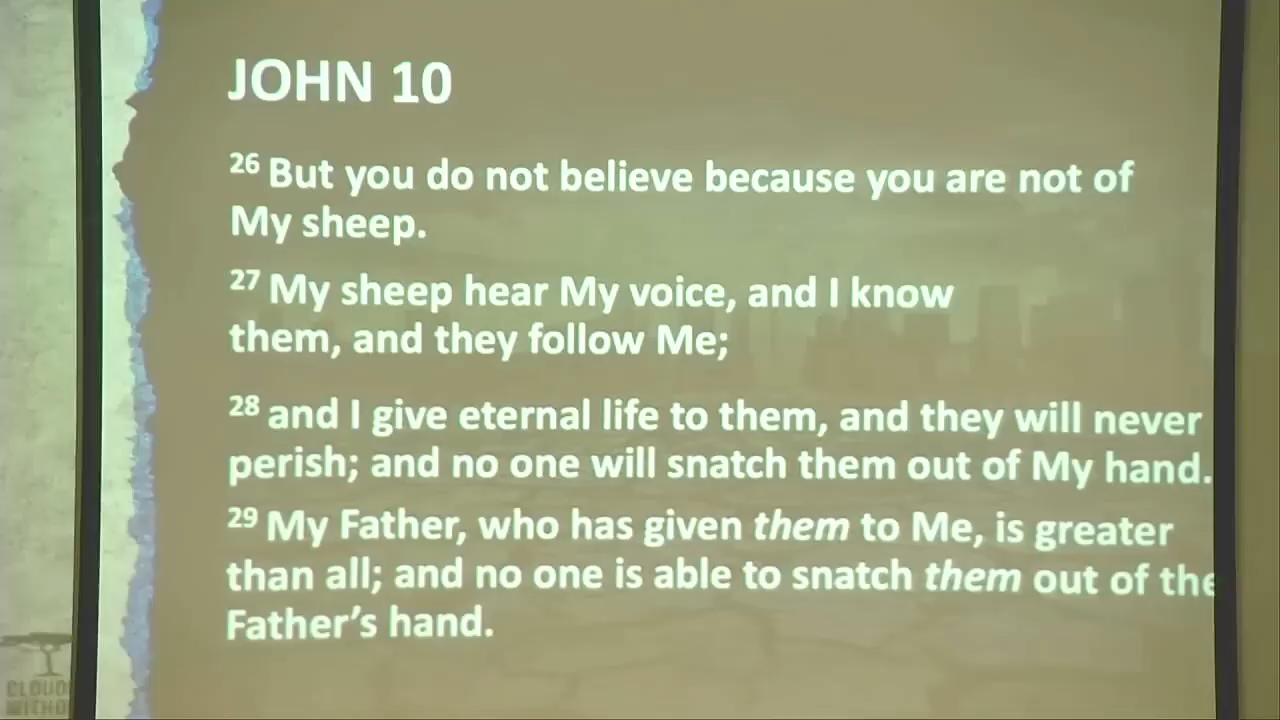 JOHN 10
26 But you do not believe because you are not of
My sheep.
27 My sheep hear My voice, and I know
them, and they follow Me;
28 and I give eternal life to them, and they will never
perish; and no one will snatch them out of My hand.
29 My Father, who has given them to Me, is greater
than all; and no one is able to snatch them out of the
Father's hand.
CLOUD
WITHO